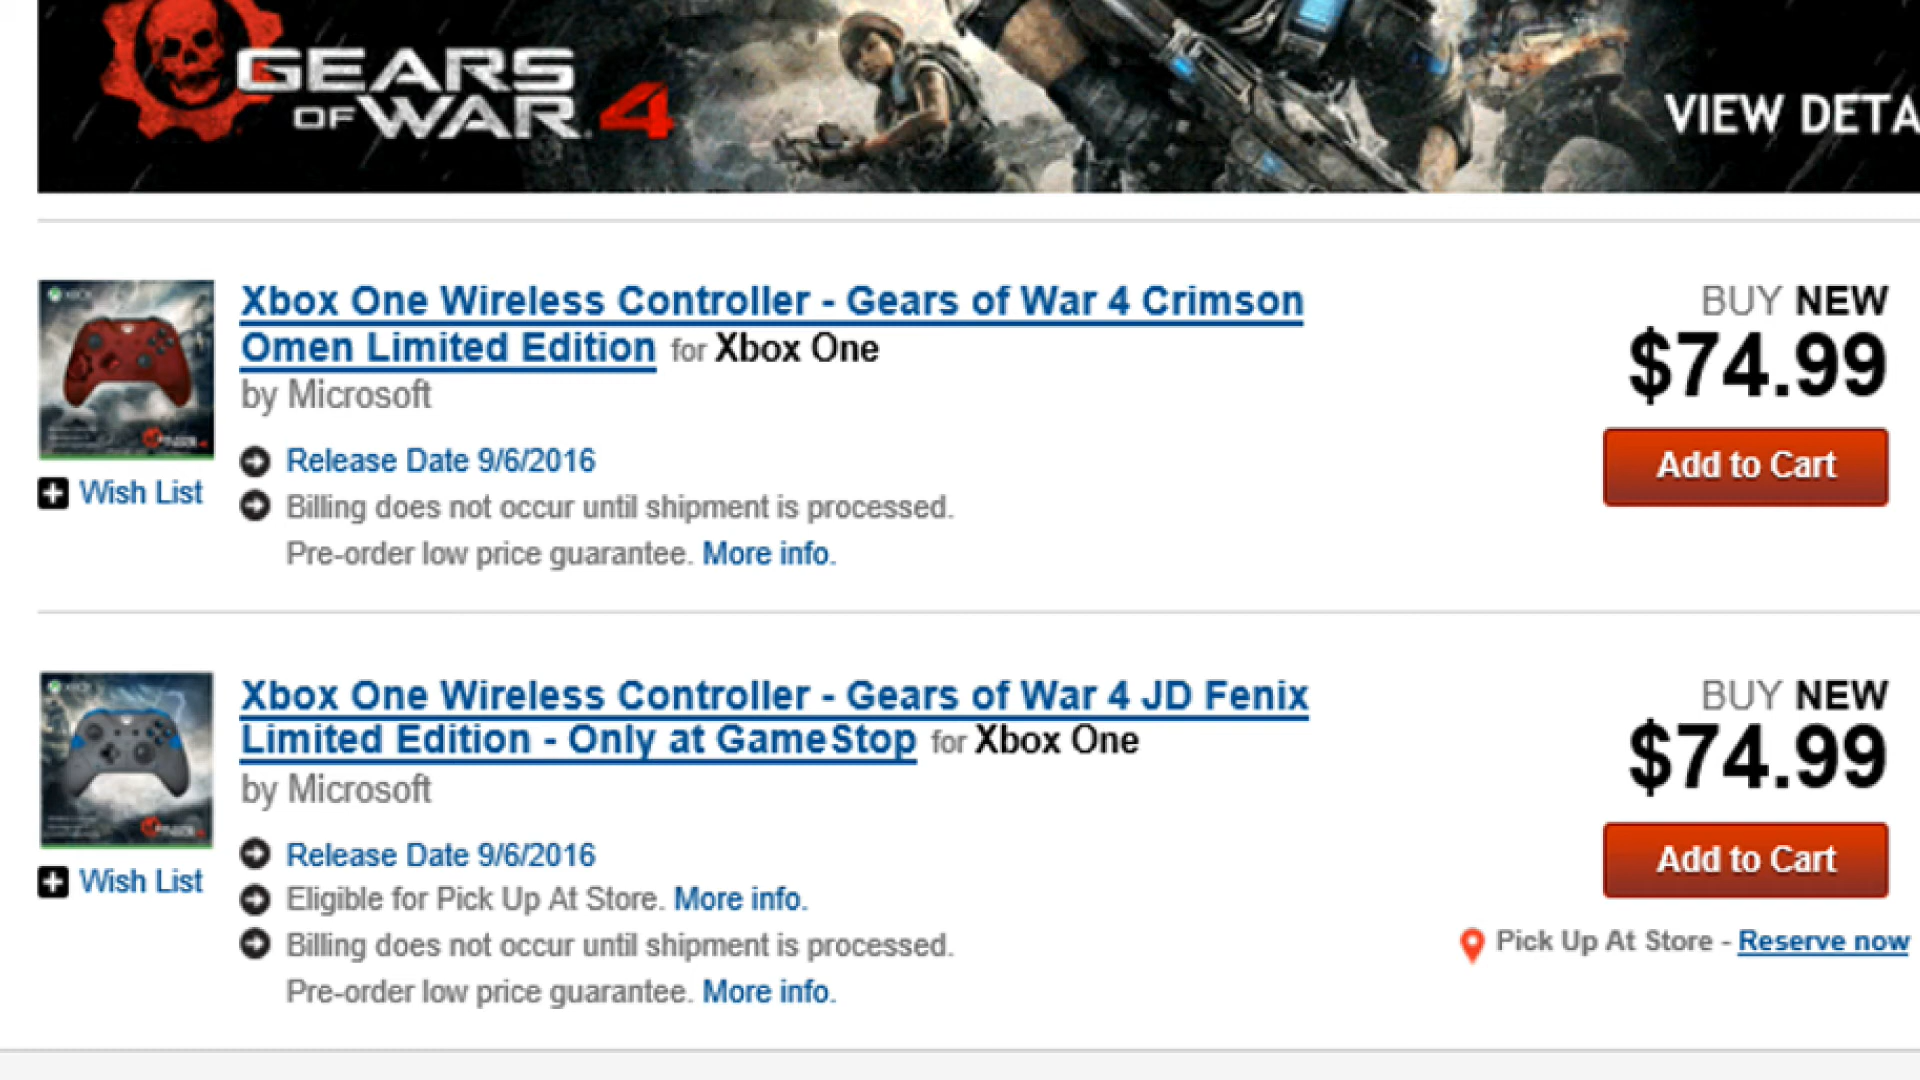 GEARS
OF WAR 4
VIEW DETA
Xbox One Wireless Controller - Gears of War 4 Crimson
Omen Limited Edition for Xbox One
by Microsoft
Release Date 9/6/2016
Billing does not occur until shipment is processed.
Pre-order low price guarantee. More info.
Wish List
BUY NEW
$74.99
Add to Cart
Xbox One Wireless Controller - Gears of War 4 JD Fenix
Limited Edition - Only at GameStop for Xbox One
by Microsoft
Release Date 9/6/2016
Eligible for Pick Up At Store. More info.
Billing does not occur until shipment is processed.
Pre-order low price guarantee. More info.
Wish List
BUY NEW
$74.99
Add to Cart
Pick Up At Store - Reserve now